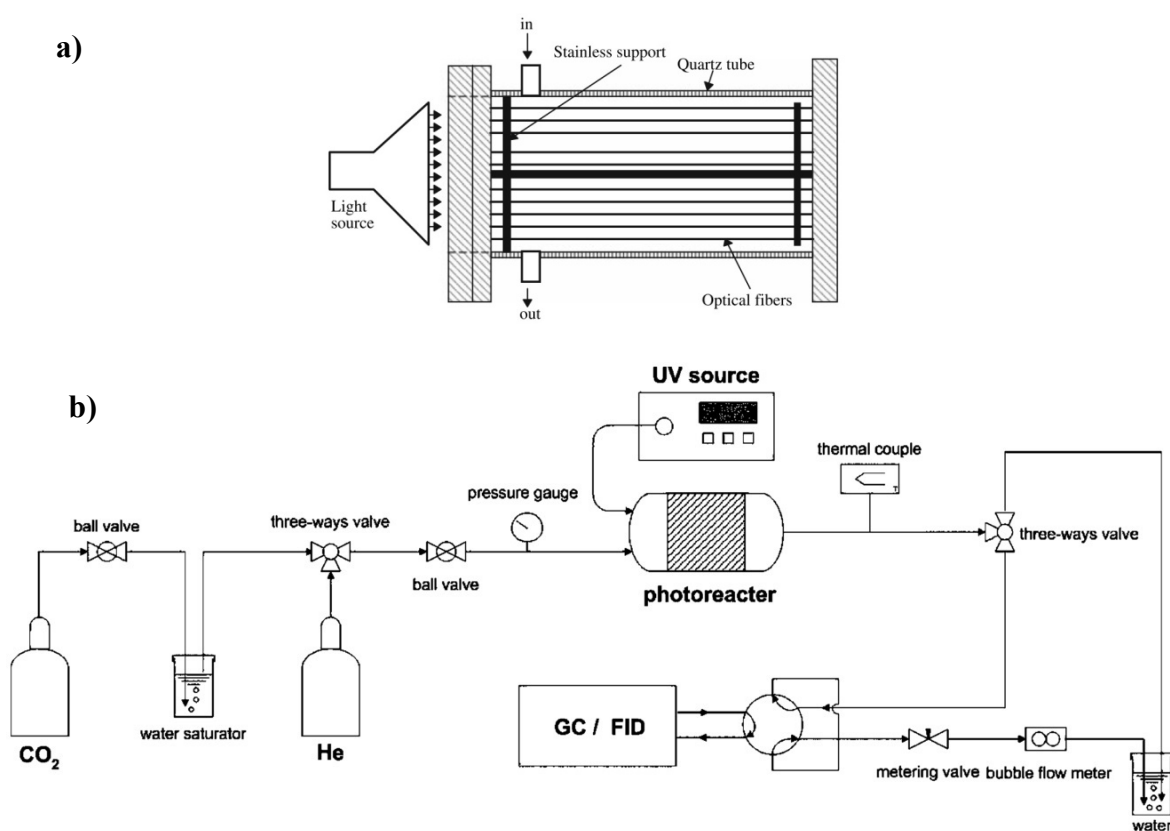 a)
in
Stainless support
Quartz tube
Light
source
Optical fibers
out
b)
UV source
thermal couple
pressure gauge
three-ways valve
ball valve
three-ways valve
ball valve
photoreacter
T
water saturator
CO₂
He
GC / FID
metering valve
bubble flow meter
water